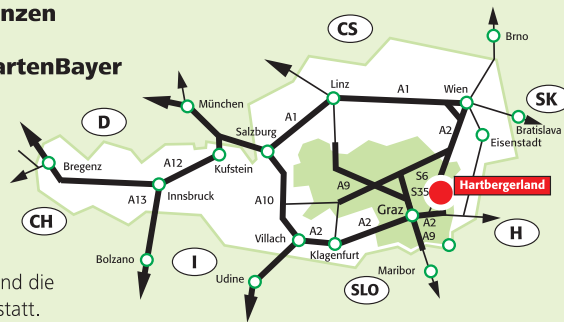 nzen
artenBayer
CS
Brno
Linz
A1
Wien
SK
München
A1
D
Salzburg
A2
Bratislava
Eisenstadt
Bregenz
A12
Kufstein
S6
A9
S35
Hartbergerland
A13
Innsbruck
A10
Graz
CH
A2
A2
A2
H
Villach
A9
Klagenfurt
Bolzano
I
Maribor
Udine
SLO
nd die
statt.